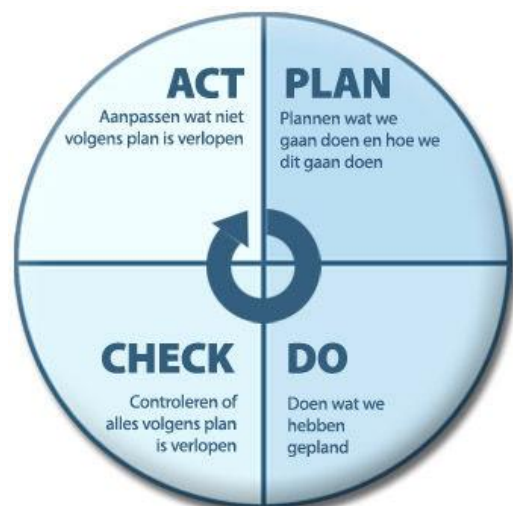 ACT
Aanpassen wat niet
volgens plan is verlopen
PLAN
Plannen wat we
gaan doen en hoe we
dit gaan doen
CHECK
Controleren of
alles volgens plan
is verlopen
DO
Doen wat we
hebben
gepland